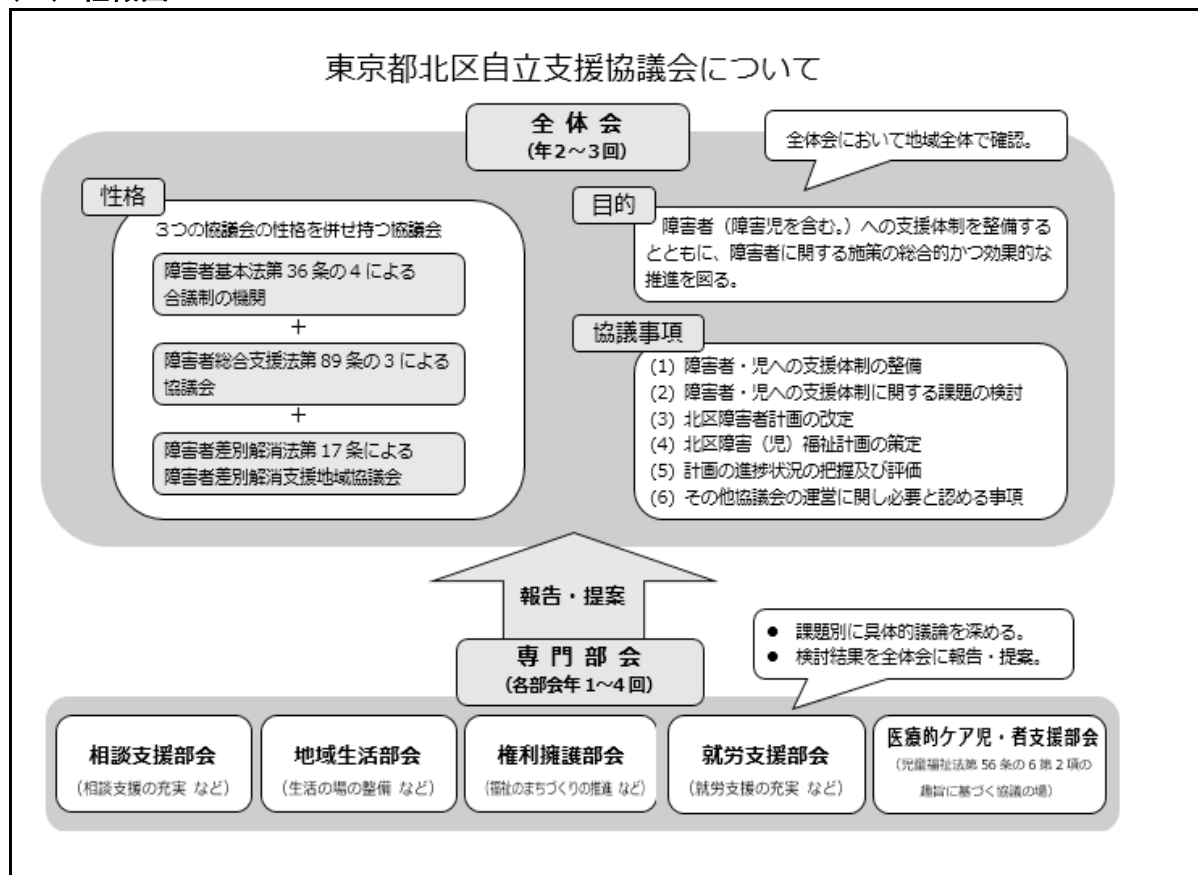 東京都北区自立支援協議会について
全 体 会
(年2～3回)
全体会において地域全体で確認。
性格
３つの協議会の性格を併せ持つ協議会
障害者基本法第 36 条の４による
合議制の機関
＋
障害者総合支援法第 89 条の３による
協議会
＋
障害者差別解消法第 17 条による
障害者差別解消支援地域協議会
目的
障害者（障害児を含む。）への支援体制を整備する
とともに、障害者に関する施策の総合的かつ効果的な
推進を図る。
協議事項
(1) 障害者・児への支援体制の整備
(2) 障害者・児への支援体制に関する課題の検討
(3) 北区障害者計画の改定
(4) 北区障害（児）福祉計画の策定
(5) 計画の進捗状況の把握及び評価
(6) その他協議会の運営に関し必要と認める事項
報告・提案
専 門 部 会
(各部会年 1～4 回)
● 課題別に具体的議論を深める。
● 検討結果を全体会に報告・提案。
相談支援部会
(相談支援の充実 など)
地域生活部会
(生活の場の整備 など)
権利擁護部会
(福祉のまちづくりの推進 など)
就労支援部会
(就労支援の充実 など)
医療的ケア児・者支援部会
(児童福祉法第 56 条の 6 第 2 項の
趣旨に基づく協議の場)